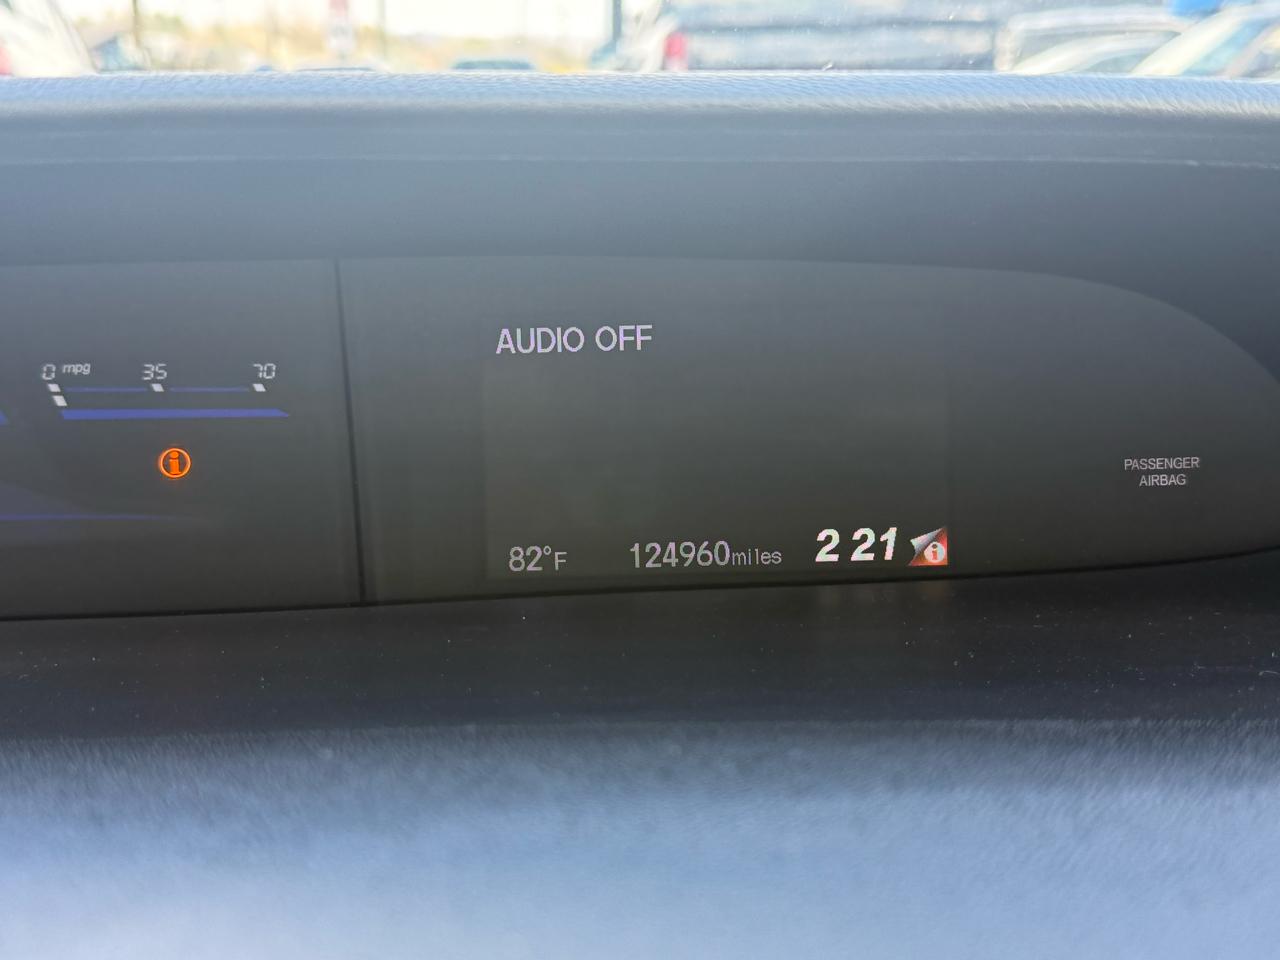 0 mpg 35 70
AUDIO OFF
PASSENGER
AIRBAG
82°F 124960miles 2 21